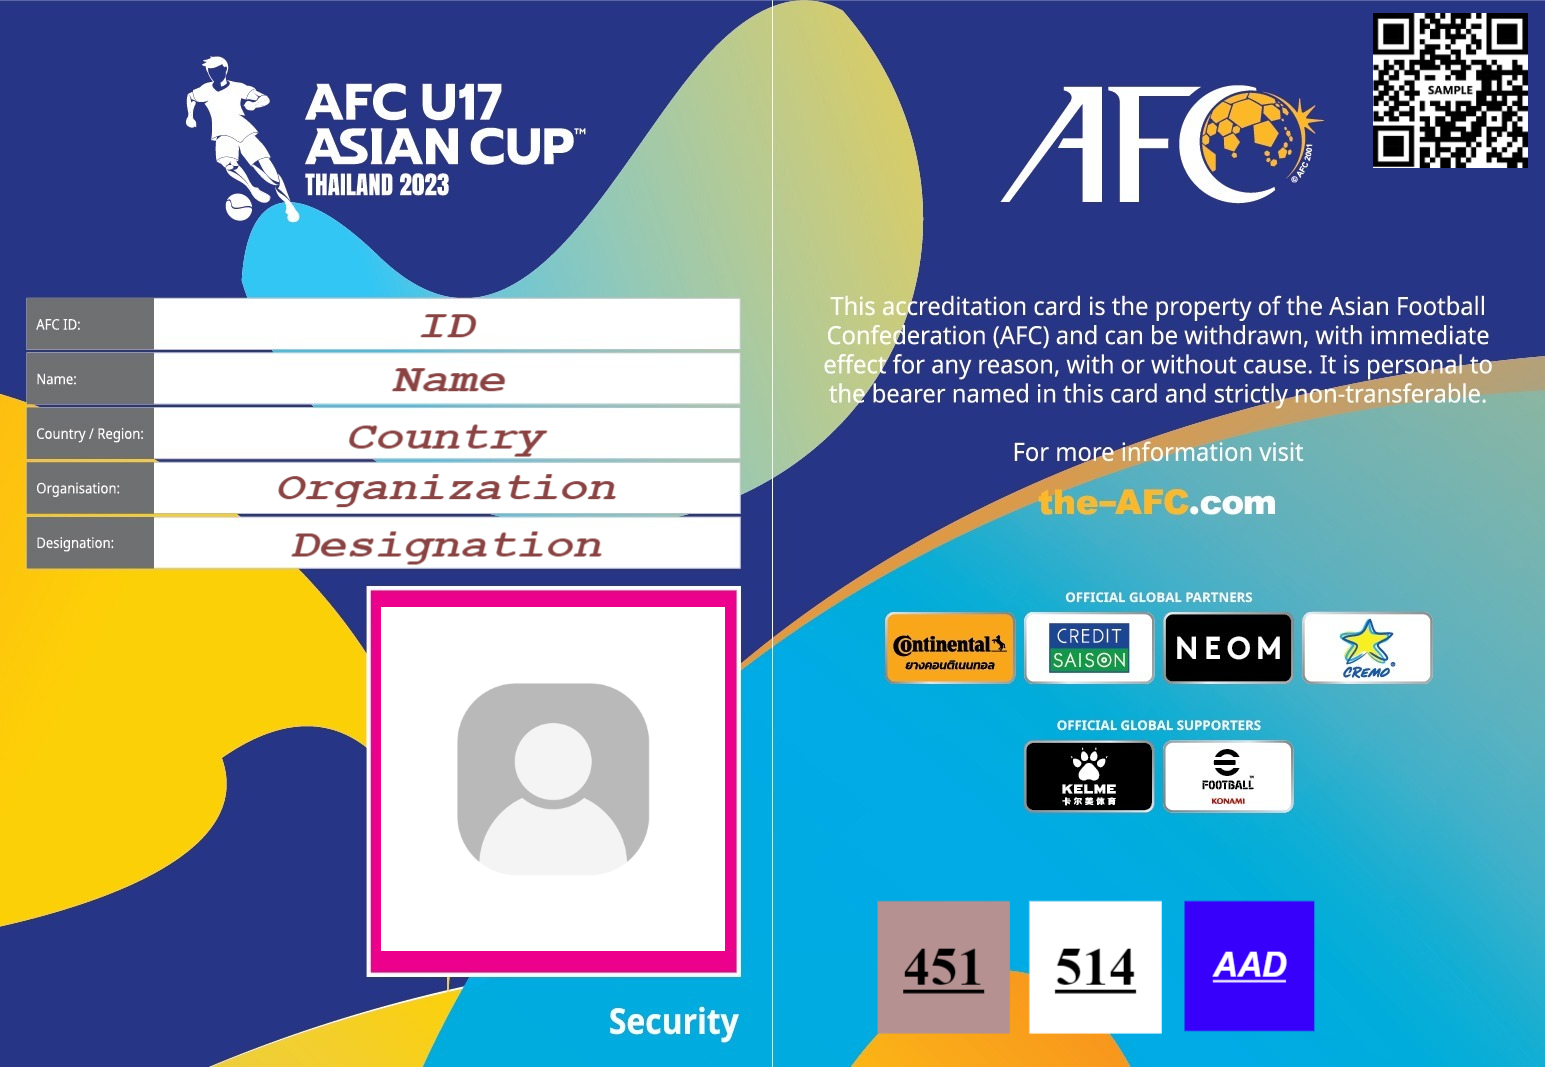 AFC U17
ASIAN CUP™
THAILAND 2023
AFC ID:
ID
Name:
Name
Country / Region:
Country
Organisation:
Organization
Designation:
Designation
Security
AFC
© AFC 2001
SAMPLE
This accreditation card is the property of the Asian Football
Confederation (AFC) and can be withdrawn, with immediate
effect for any reason, with or without cause. It is personal to
the bearer named in this card and strictly non-transferable.
For more information visit
the-AFC.com
OFFICIAL GLOBAL PARTNERS
Continental
ยางคอนติเนนทอล
CREDIT
SAISON
NEOM
CREMO®
OFFICIAL GLOBAL SUPPORTERS
KELME
卡尔美体育
FOOTBALL™
KONAMI
451
514
AAD